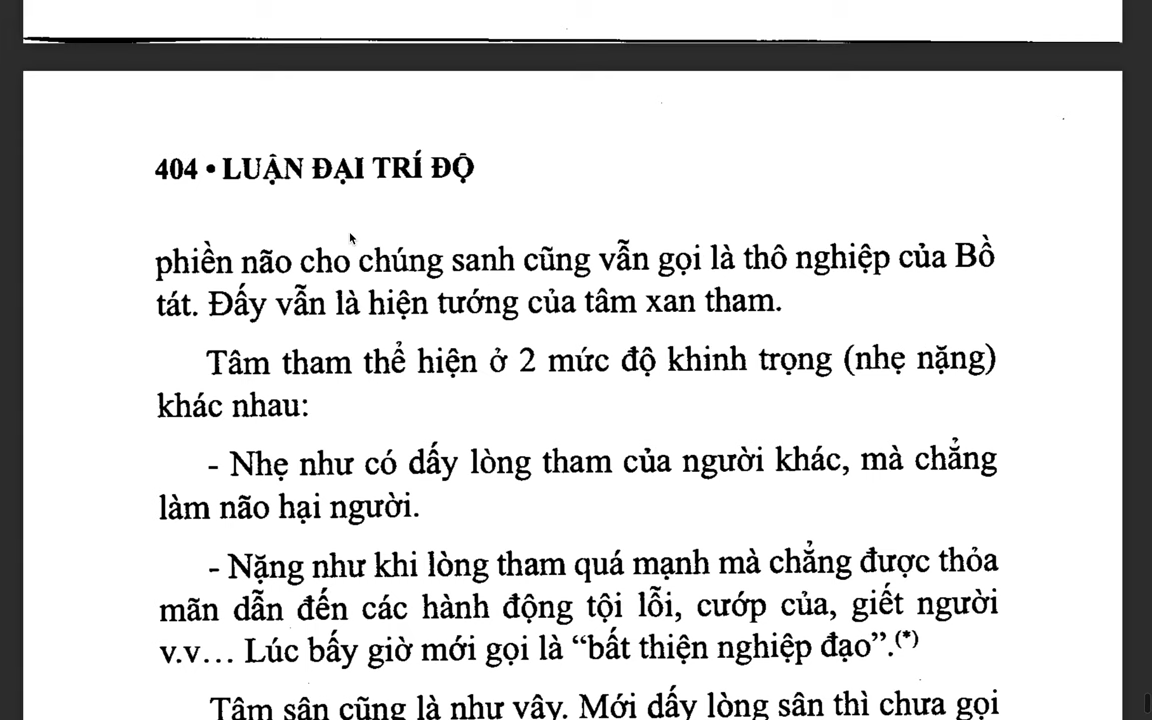 404 • LUẬN ĐẠI TRÍ ĐỘ
phiền não cho chúng sanh cũng vẫn gọi là thô nghiệp của Bồ
tát. Đấy vẫn là hiện tướng của tâm xan tham.
Tâm tham thể hiện ở 2 mức độ khinh trọng (nhẹ nặng)
khác nhau:
- Nhẹ như có dấy lòng tham của người khác, mà chẳng
làm não hại người.
- Nặng như khi lòng tham quá mạnh mà chẳng được thỏa
mãn dẫn đến các hành động tội lỗi, cướp của, giết người
v.v... Lúc bấy giờ mới gọi là “bất thiện nghiệp đạo”.(*)
Tâm sân cũng là như vậy. Mới dấy lòng sân thì chưa gọi